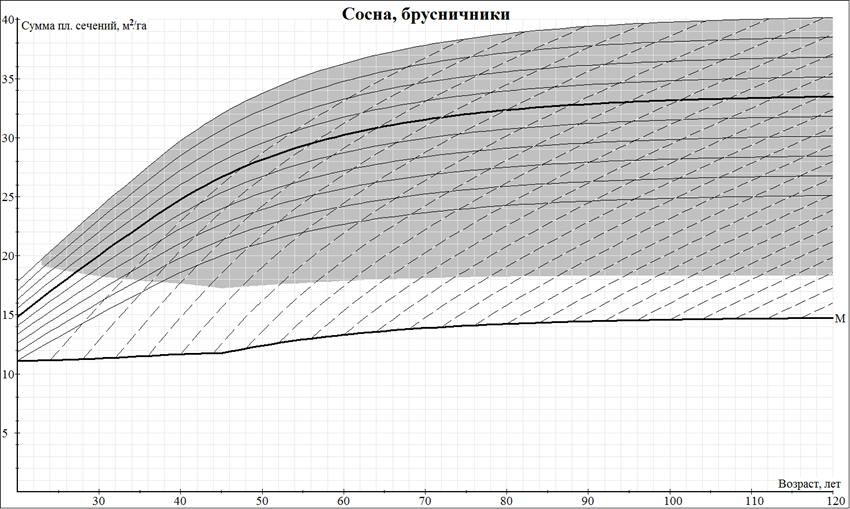 Сосна, брусничники
Сумма пл. сечений, м²/га
40
35
30
25
20
15
10
5
М
Возраст, лет
30 40 50 60 70 80 90 100 110 120